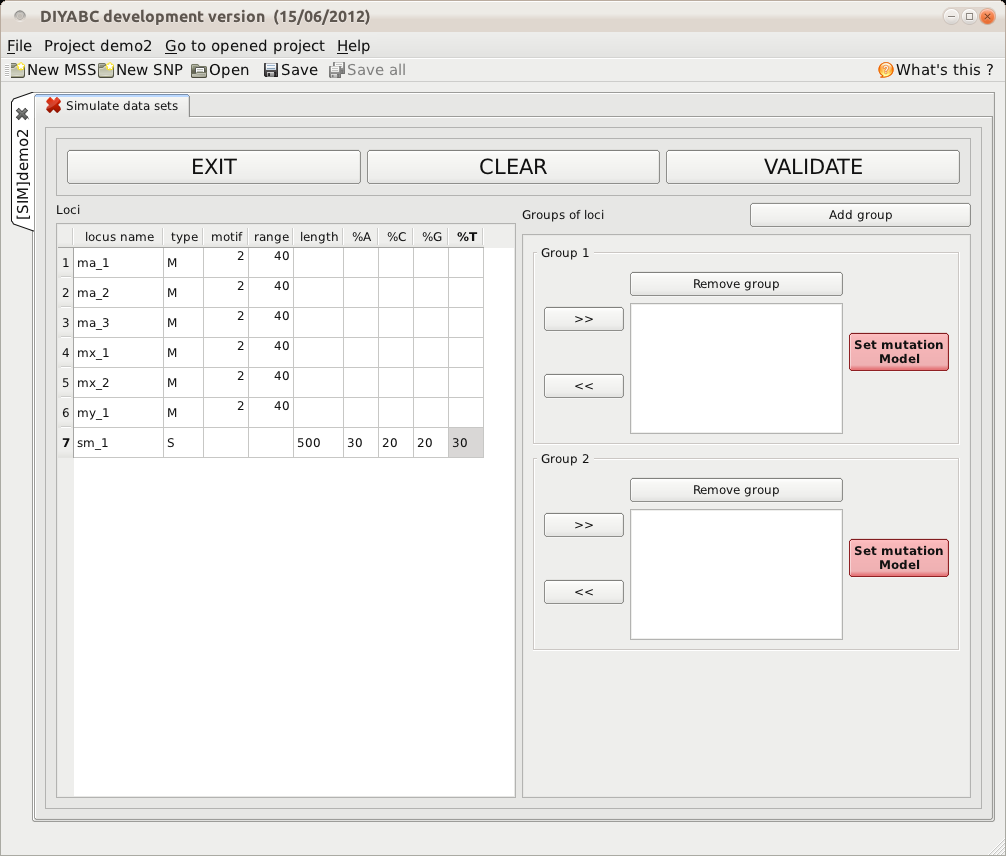 DIYABC development version (15/06/2012)
File Project demo2 Go to opened project Help
New MSS New SNP Open Save Save all What's this ?
[SIM]demo2
Simulate data sets
EXIT CLEAR VALIDATE
Loci
Groups of loci
Add group
locus name type motif range length %A %C %G %T
1 ma_1 M 2 40
2 ma_2 M 2 40
3 ma_3 M 2 40
4 mx_1 M 2 40
5 mx_2 M 2 40
6 my_1 M 2 40
7 sm_1 S 500 30 20 20 30
Group 1
Remove group
>>
<<
Set mutation
Model
Group 2
Remove group
>>
<<
Set mutation
Model